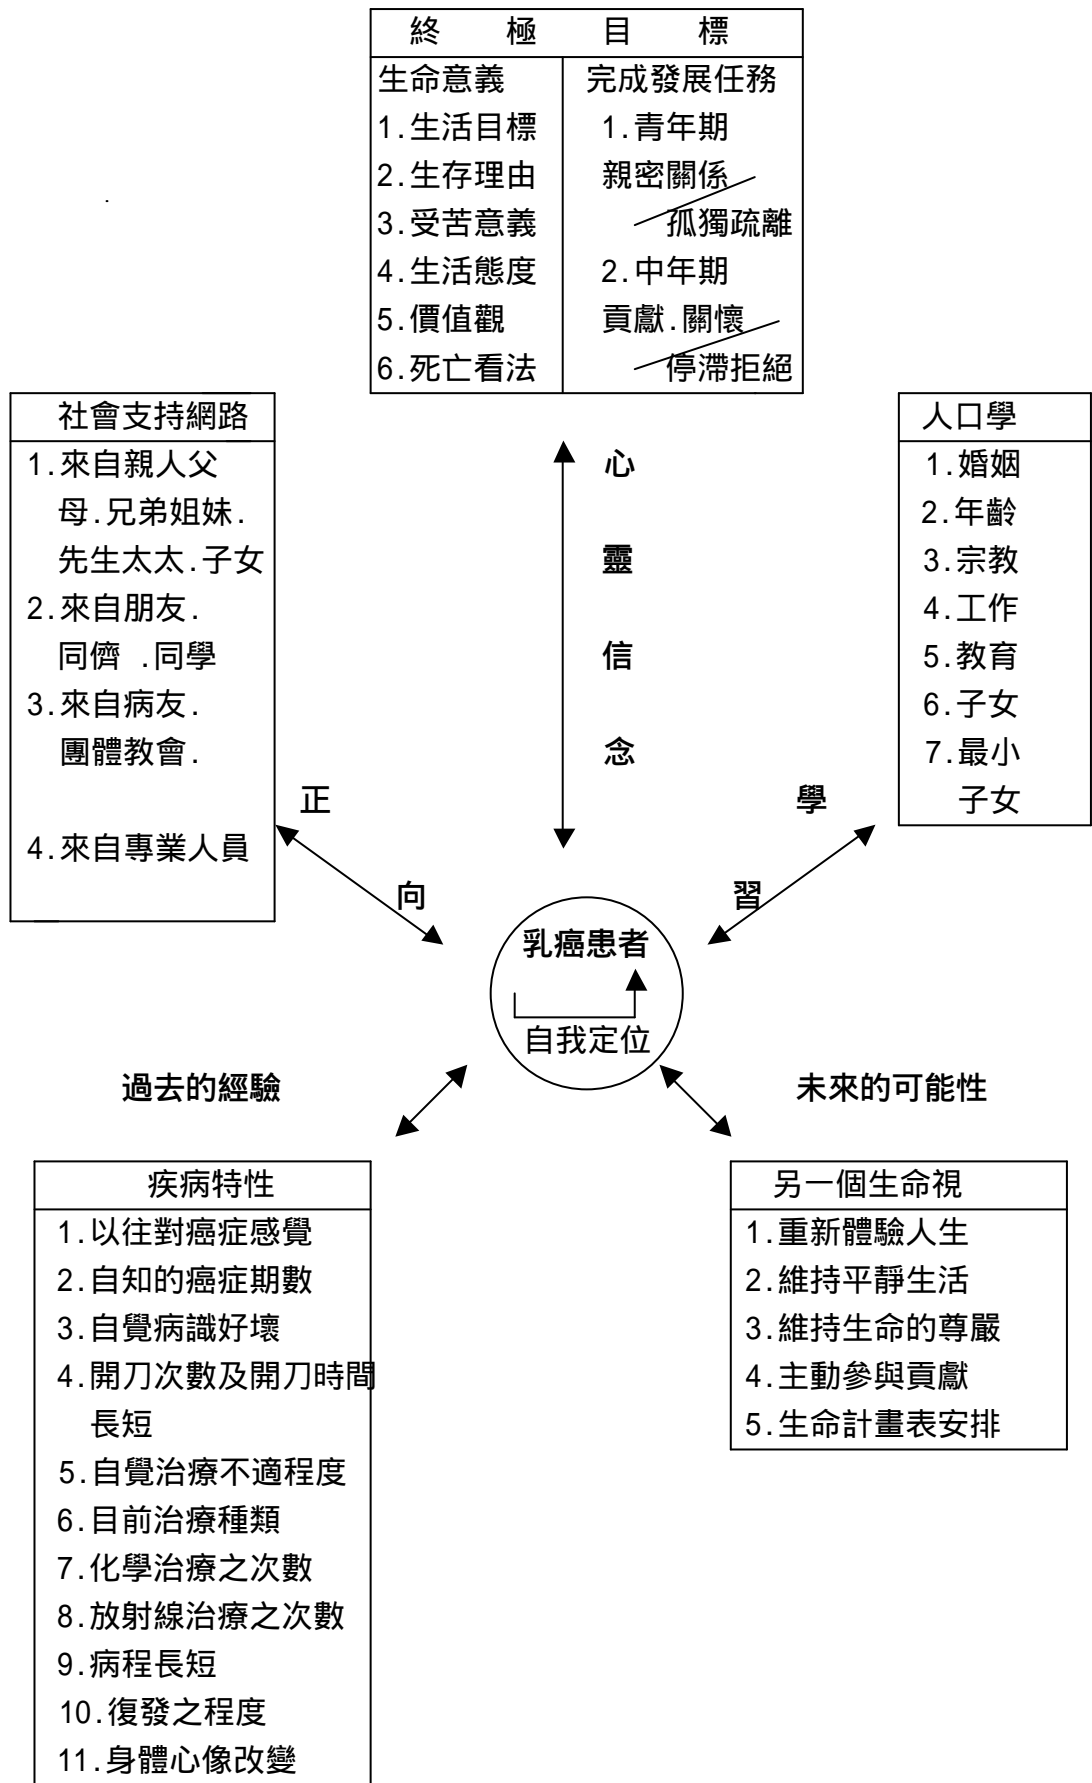 終 極 目 標
生命意義
1.生活目標
2.生存理由
3.受苦意義
4.生活態度
5.價值觀
6.死亡看法
完成發展任務
1.青年期
親密關係
孤獨疏離
2.中年期
貢獻.關懷
停滯拒絕
社會支持網路
1.來自親人父
母.兄弟姐妹.
先生太太.子女
2.來自朋友.
同儕 .同學
3.來自病友.
團體教會.
4.來自專業人員
心
靈
信
念
人口學
1.婚姻
2.年齡
3.宗教
4.工作
5.教育
6.子女
7.最小
子女
正
向
學
習
乳癌患者
自我定位
過去的經驗
未來的可能性
疾病特性
1.以往對癌症感覺
2.自知的癌症期數
3.自覺病識好壞
4.開刀次數及開刀時間
長短
5.自覺治療不適程度
6.目前治療種類
7.化學治療之次數
8.放射線治療之次數
9.病程長短
10.復發之程度
11.身體心像改變
另一個生命視
1.重新體驗人生
2.維持平靜生活
3.維持生命的尊嚴
4.主動參與貢獻
5.生命計畫表安排